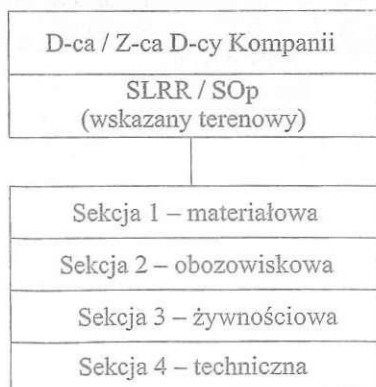 D-ca / Z-ca D-cy Kompanii
SLRR / SOp
(wskazany terenowy)
Sekcja 1 – materiałowa
Sekcja 2 – obozowiskowa
Sekcja 3 – żywnościowa
Sekcja 4 – techniczna